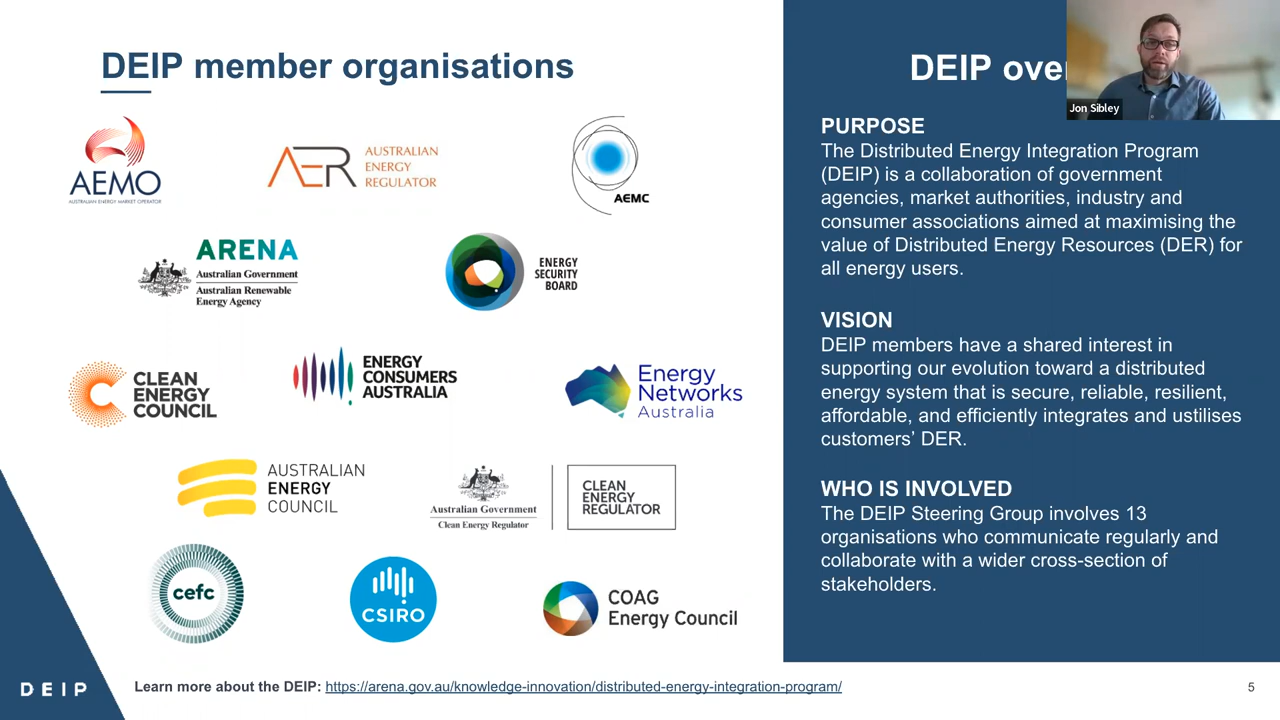 DEIP member organisations
AEMO
AUSTRALIAN ENERGY MARKET OPERATOR
AER
AUSTRALIAN
ENERGY
REGULATOR
AEMC
ARENA
Australian Government
Australian Renewable
Energy Agency
ENERGY
SECURITY
BOARD
CLEAN
ENERGY
COUNCIL
ENERGY
CONSUMERS
AUSTRALIA
Energy
Networks
Australia
AUSTRALIAN
ENERGY
COUNCIL
Australian Government
Clean Energy Regulator
CLEAN
ENERGY
REGULATOR
cefc
CSIRO
COAG
Energy Council
DEIP ove
Jon Sibley
PURPOSE
The Distributed Energy Integration Program
(DEIP) is a collaboration of government
agencies, market authorities, industry and
consumer associations aimed at maximising the
value of Distributed Energy Resources (DER) for
all energy users.
VISION
DEIP members have a shared interest in
supporting our evolution toward a distributed
energy system that is secure, reliable, resilient,
affordable, and efficiently integrates and ustilises
customers’ DER.
WHO IS INVOLVED
The DEIP Steering Group involves 13
organisations who communicate regularly and
collaborate with a wider cross-section of
stakeholders.
DEIP
Learn more about the DEIP: https://arena.gov.au/knowledge-innovation/distributed-energy-integration-program/
5